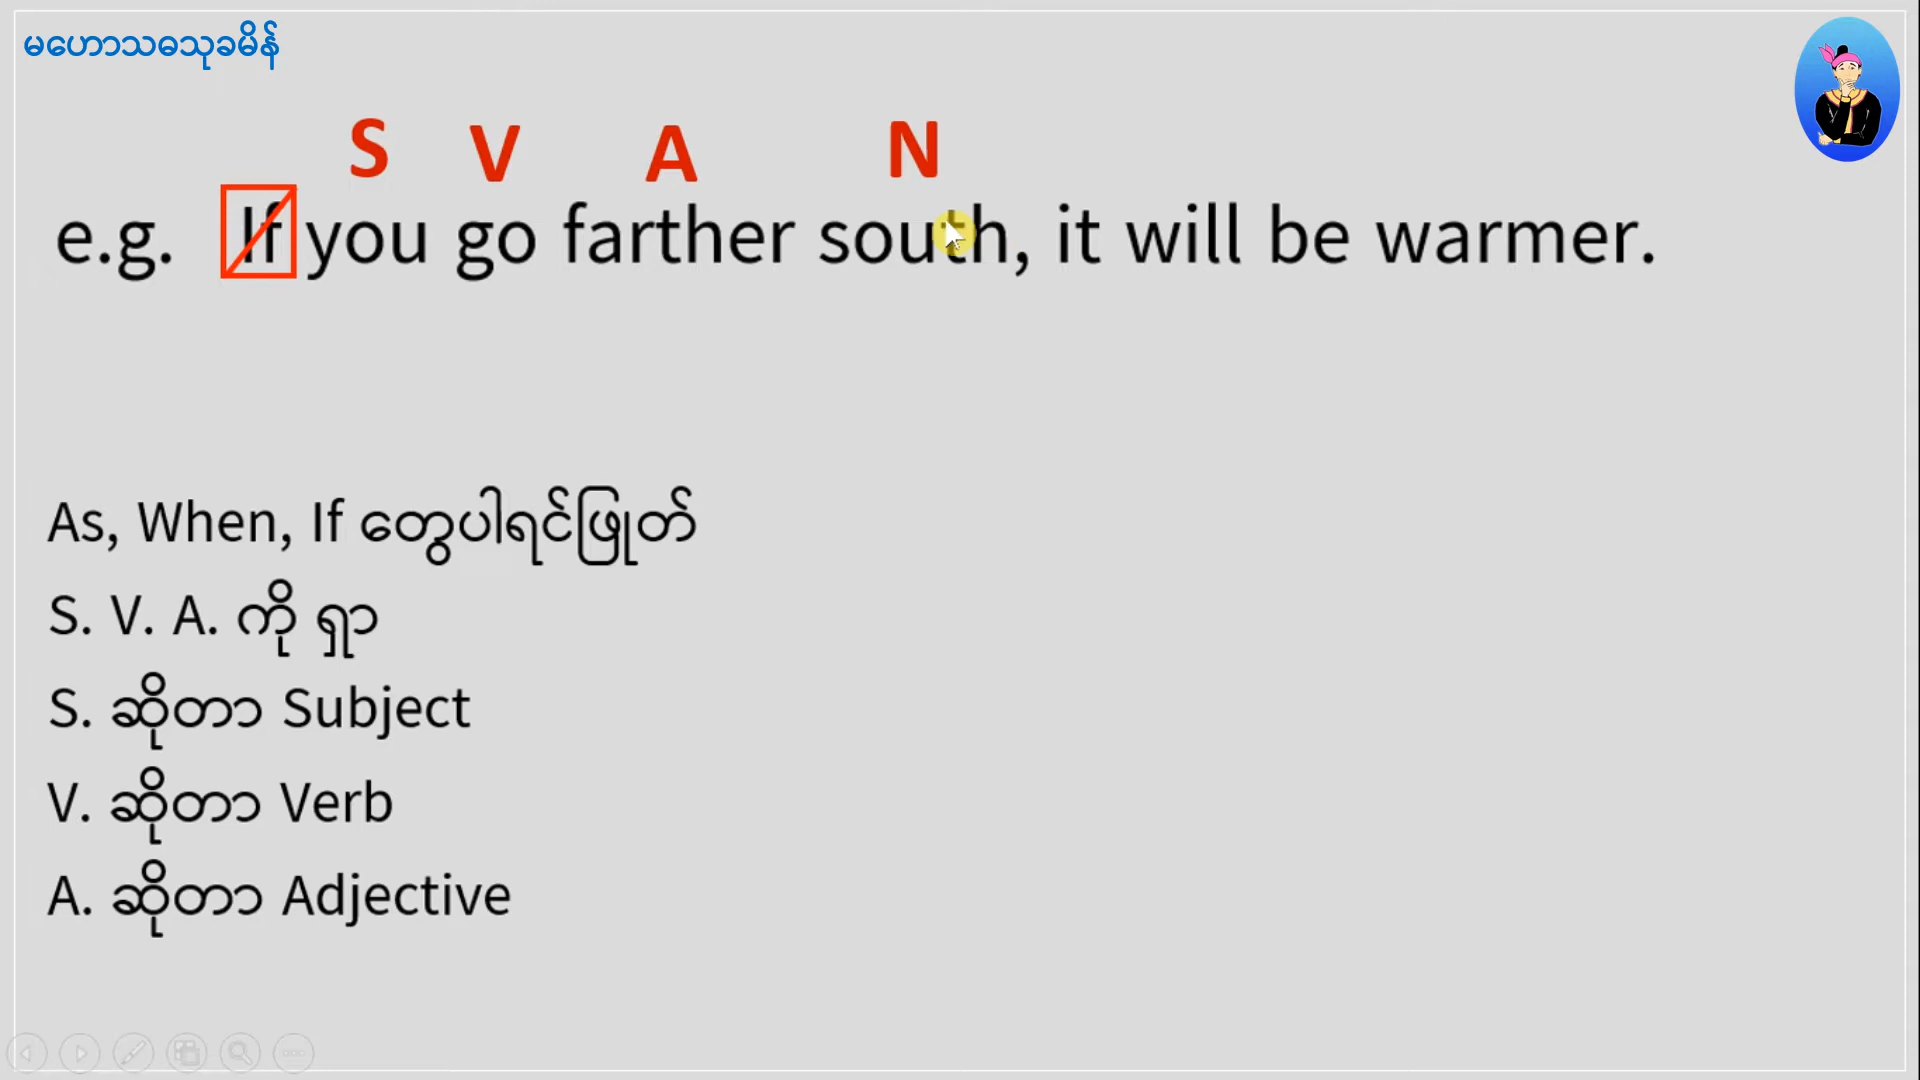 မဟောသဓသုခမိန်
S V A N
e.g. If you go farther south, it will be warmer.
As, When, If တွေပါရင်ဖြုတ်
S. V. A. ကို ရှာ
S. ဆိုတာ Subject
V. ဆိုတာ Verb
A. ဆိုတာ Adjective